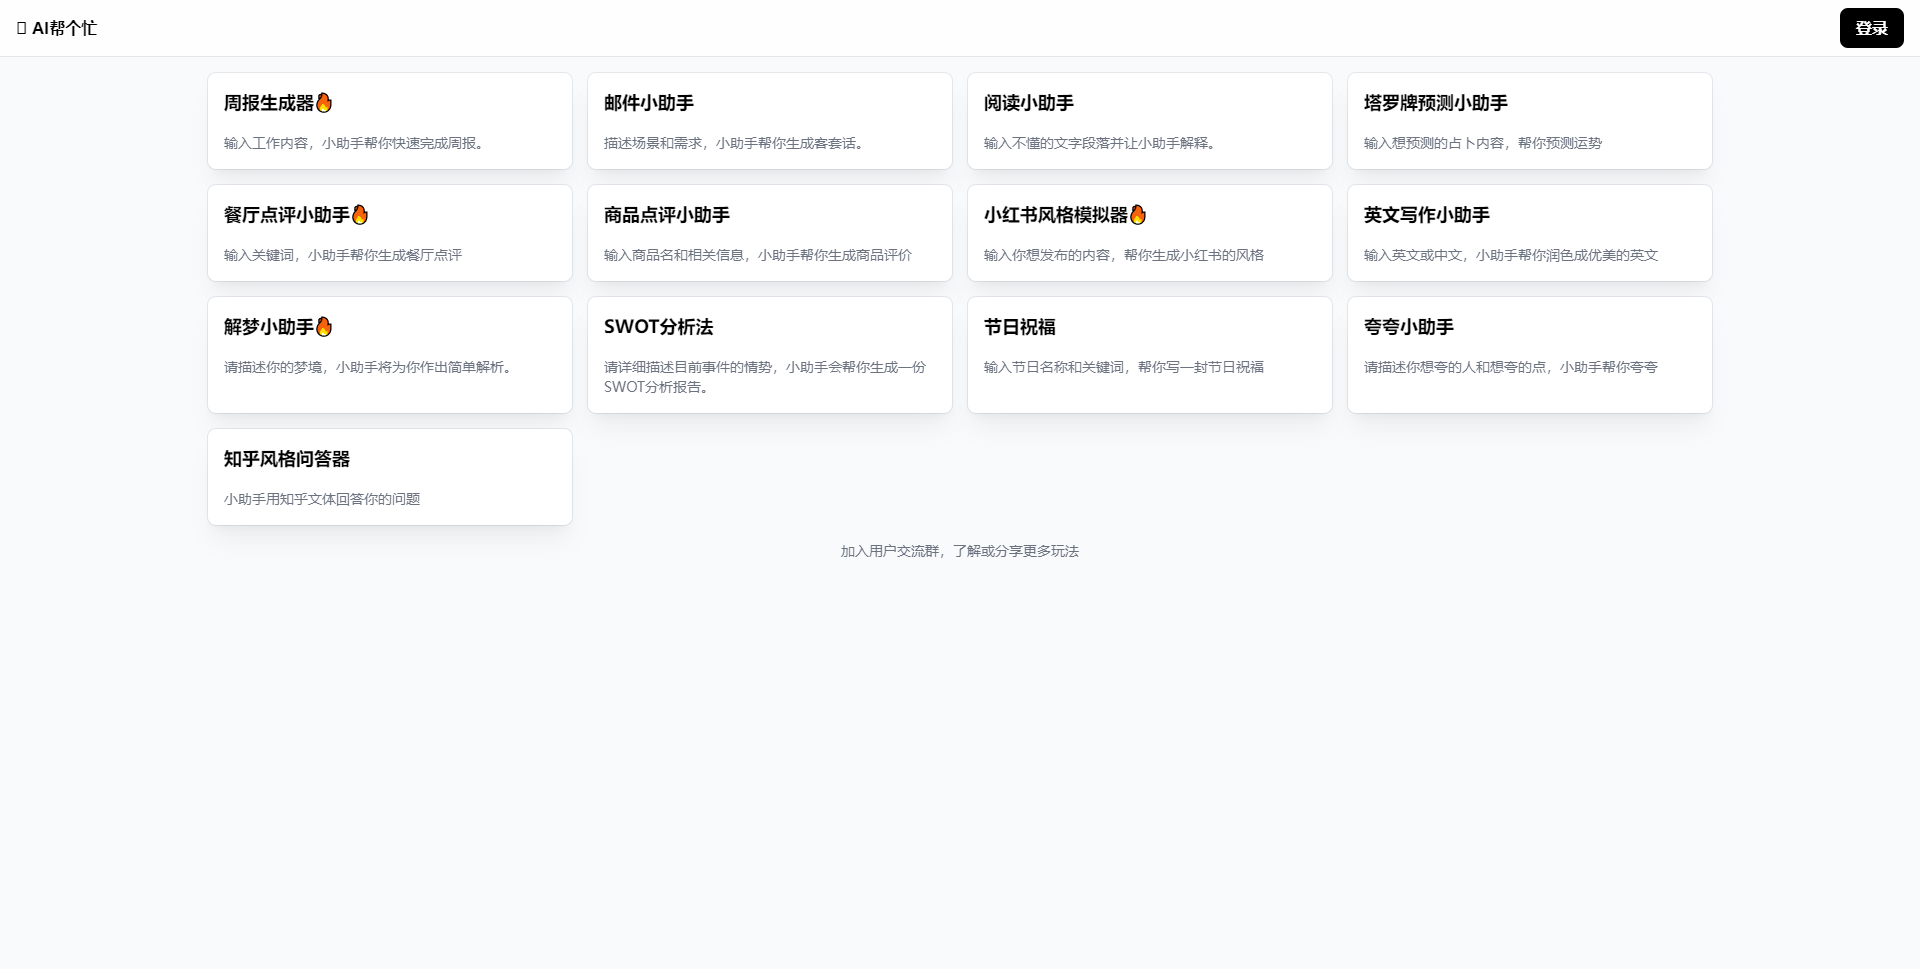 AI帮个忙
登录
周报生成器🔥
输入工作内容，小助手帮你快速完成周报。
邮件小助手
描述场景和需求，小助手帮你生成客套话。
阅读小助手
输入不懂的文字段落并让小助手解释。
塔罗牌预测小助手
输入想预测的占卜内容，帮你预测运势
餐厅点评小助手🔥
输入关键词，小助手帮你生成餐厅点评
商品点评小助手
输入商品名和相关信息，小助手帮你生成商品评价
小红书风格模拟器🔥
输入你想发布的内容，帮你生成小红书的风格
英文写作小助手
输入英文或中文，小助手帮你润色成优美的英文
解梦小助手🔥
请描述你的梦境，小助手将为你作出简单解析。
SWOT分析法
请详细描述目前事件的情势，小助手会帮你生成一份
SWOT分析报告。
节日祝福
输入节日名称和关键词，帮你写一封节日祝福
夸夸小助手
请描述你想夸的人和想夸的点，小助手帮你夸夸
知乎风格问答器
小助手用知乎文体回答你的问题
加入用户交流群，了解或分享更多玩法